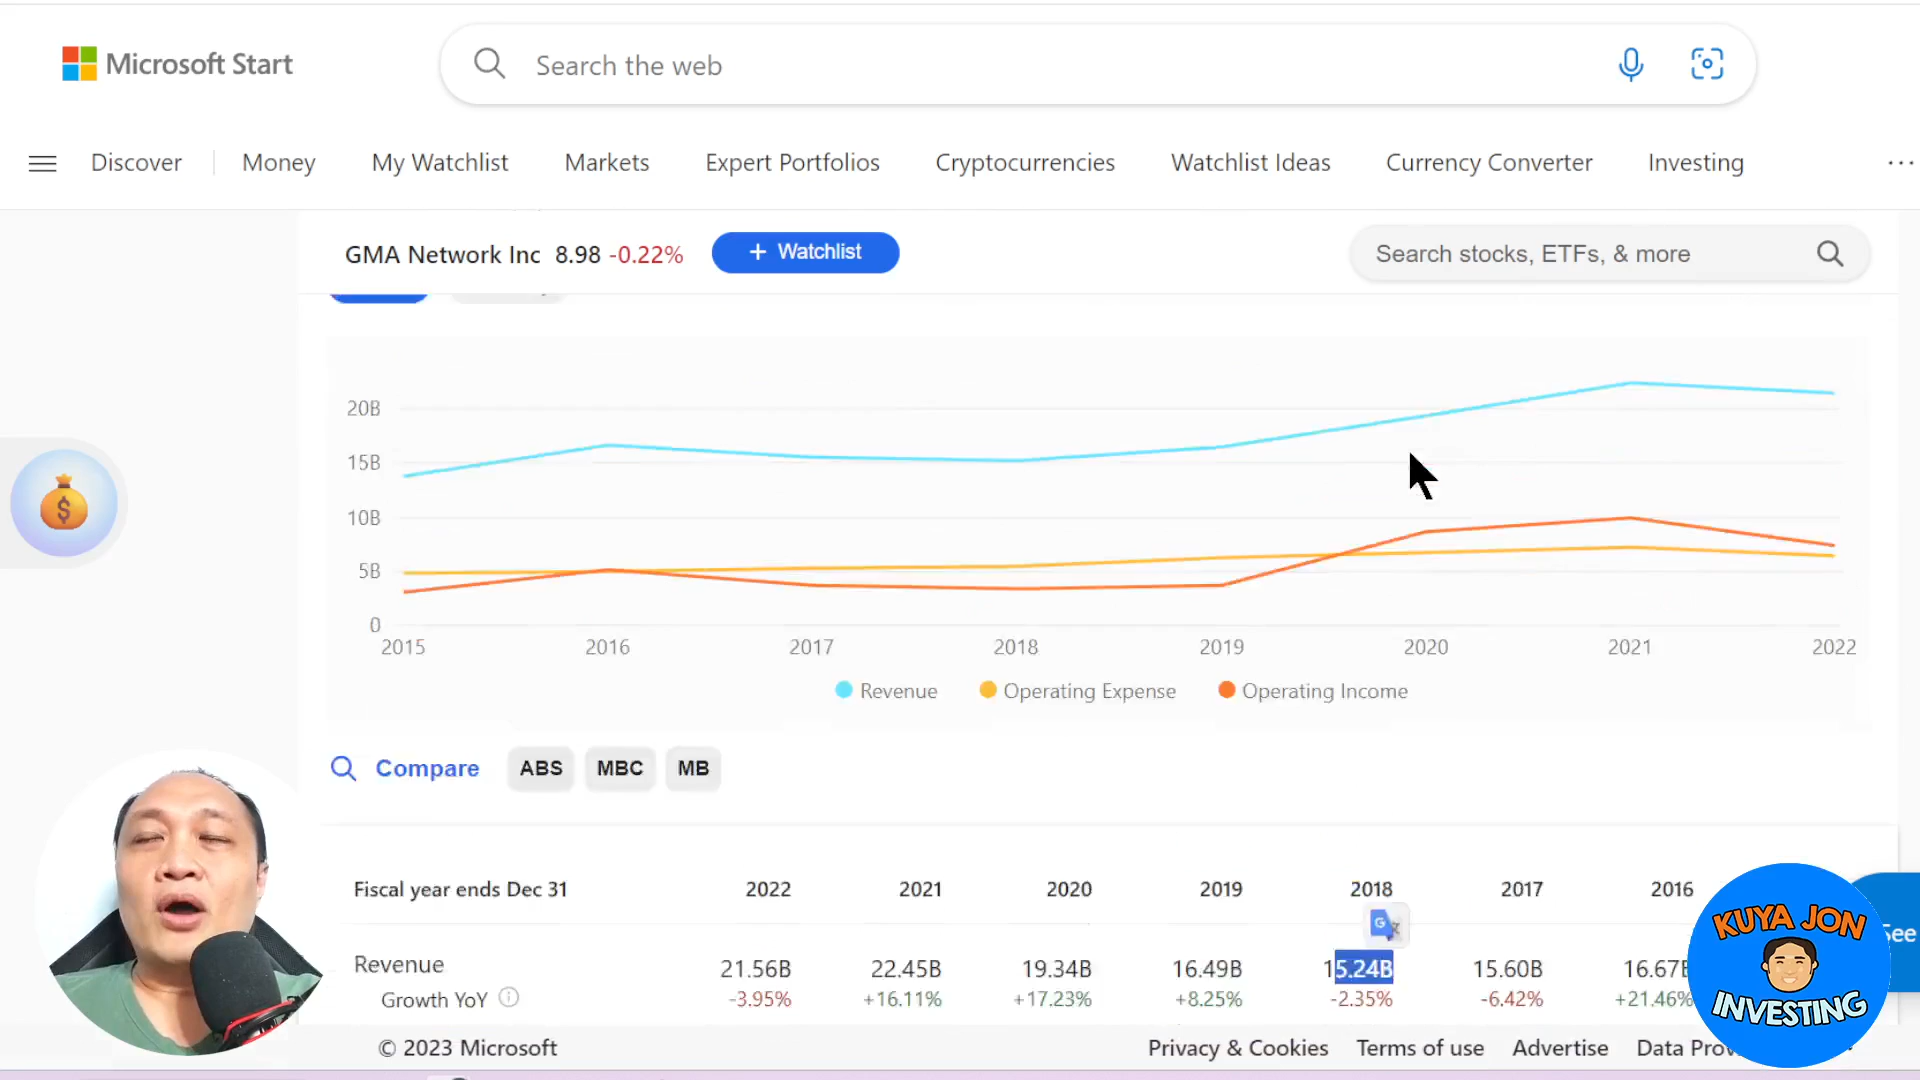 Microsoft Start
Search the web
Discover Money My Watchlist Markets Expert Portfolios Cryptocurrencies Watchlist Ideas Currency Converter Investing ...
GMA Network Inc 8.98 -0.22% + Watchlist
Search stocks, ETFs, & more
20B
15B
10B
5B
0
2015 2016 2017 2018 2019 2020 2021 2022
Revenue Operating Expense Operating Income
Compare ABS MBC MB
Fiscal year ends Dec 31 2022 2021 2020 2019 2018 2017 2016
Revenue 21.56B 22.45B 19.34B 16.49B 15.24B 15.60B 16.67B
Growth YoY -3.95% +16.11% +17.23% +8.25% -2.35% -6.42% +21.46%
See
KUYA JON
INVESTING
© 2023 Microsoft Privacy & Cookies Terms of use Advertise Data